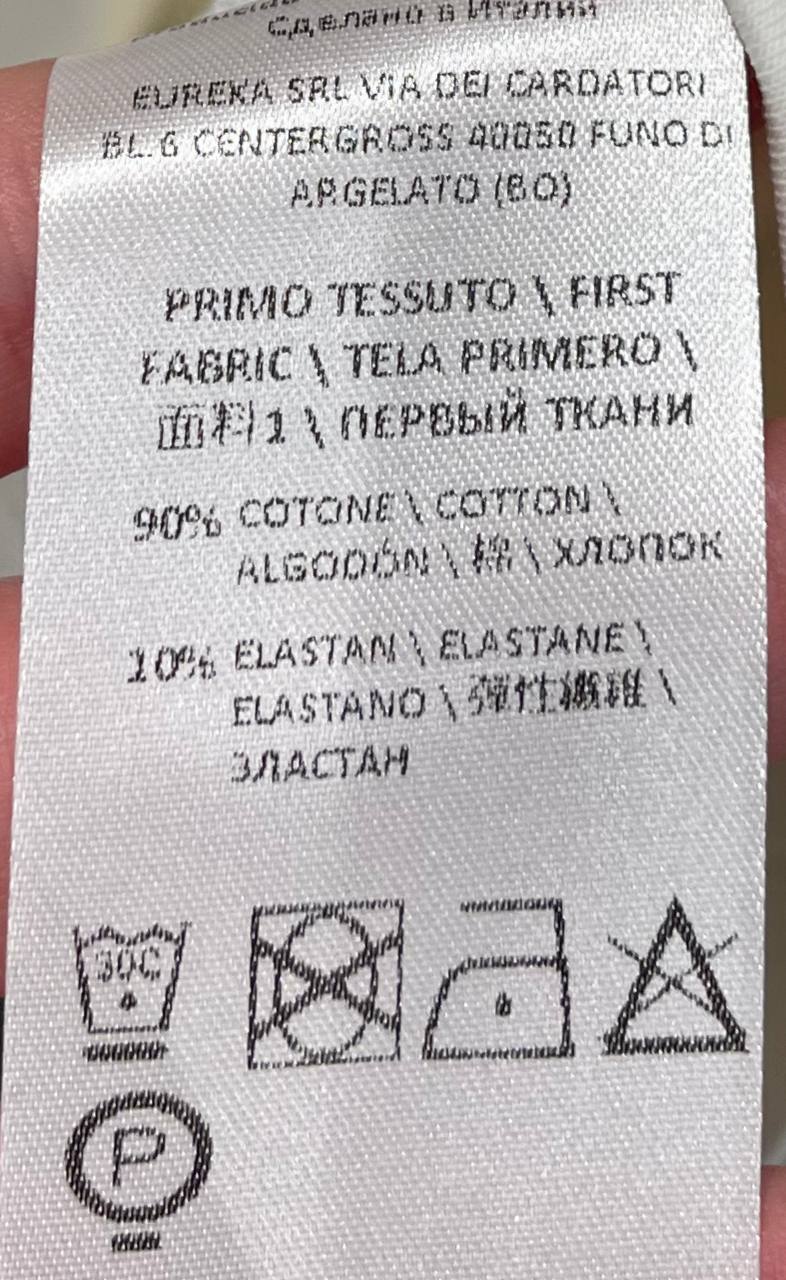 Сделано в Италии
EUREKA SRL VIA DEI CARDATORI
BL.6 CENTERGROSS 40050 FUNO DI
ARGELATO (BO)
PRIMO TESSUTO \ FIRST
FABRIC \ TELA PRIMERO \
面料1 \ ПЕРВЫЙ ТКАНИ
90% COTONE \ COTTON \
ALGODÓN \ 棉 \ ХЛОПОК
10% ELASTAN \ ELASTANE \
ELASTANO \ 弹性纖維 \
ЭЛАСТАН
30C
P